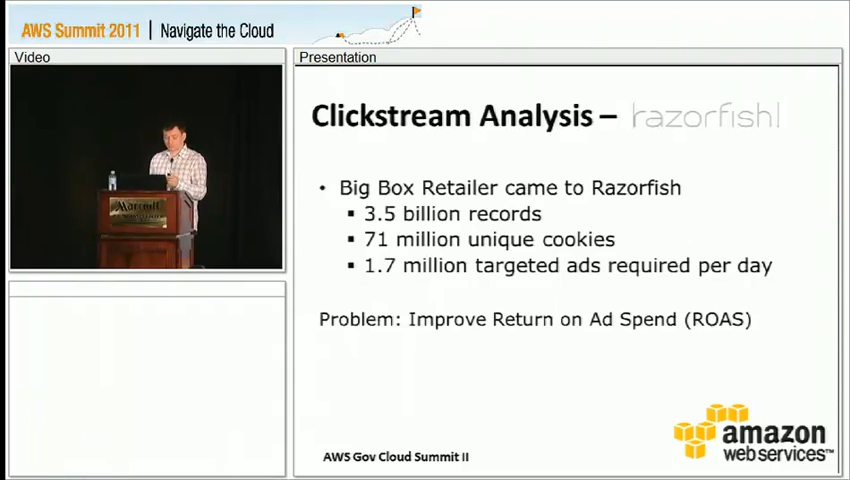 AWS Summit 2011 | Navigate the Cloud
Video
Presentation
Marriott
Clickstream Analysis – razorfish
• Big Box Retailer came to Razorfish
▪ 3.5 billion records
▪ 71 million unique cookies
▪ 1.7 million targeted ads required per day
Problem: Improve Return on Ad Spend (ROAS)
AWS Gov Cloud Summit II
amazon
webservices™